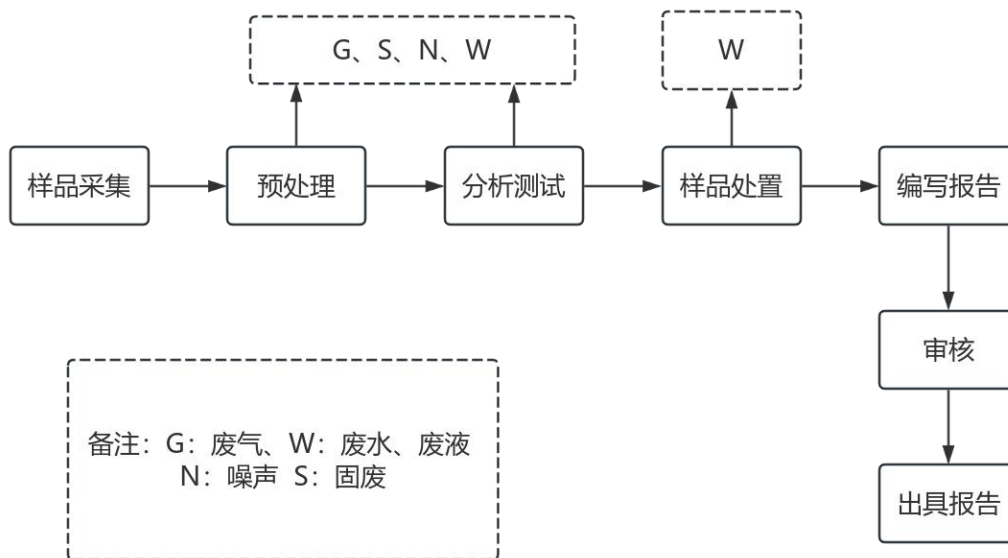 G、S、N、W
W
样品采集
预处理
分析测试
样品处置
编写报告
审核
备注：G：废气、W：废水、废液
N：噪声 S：固废
出具报告